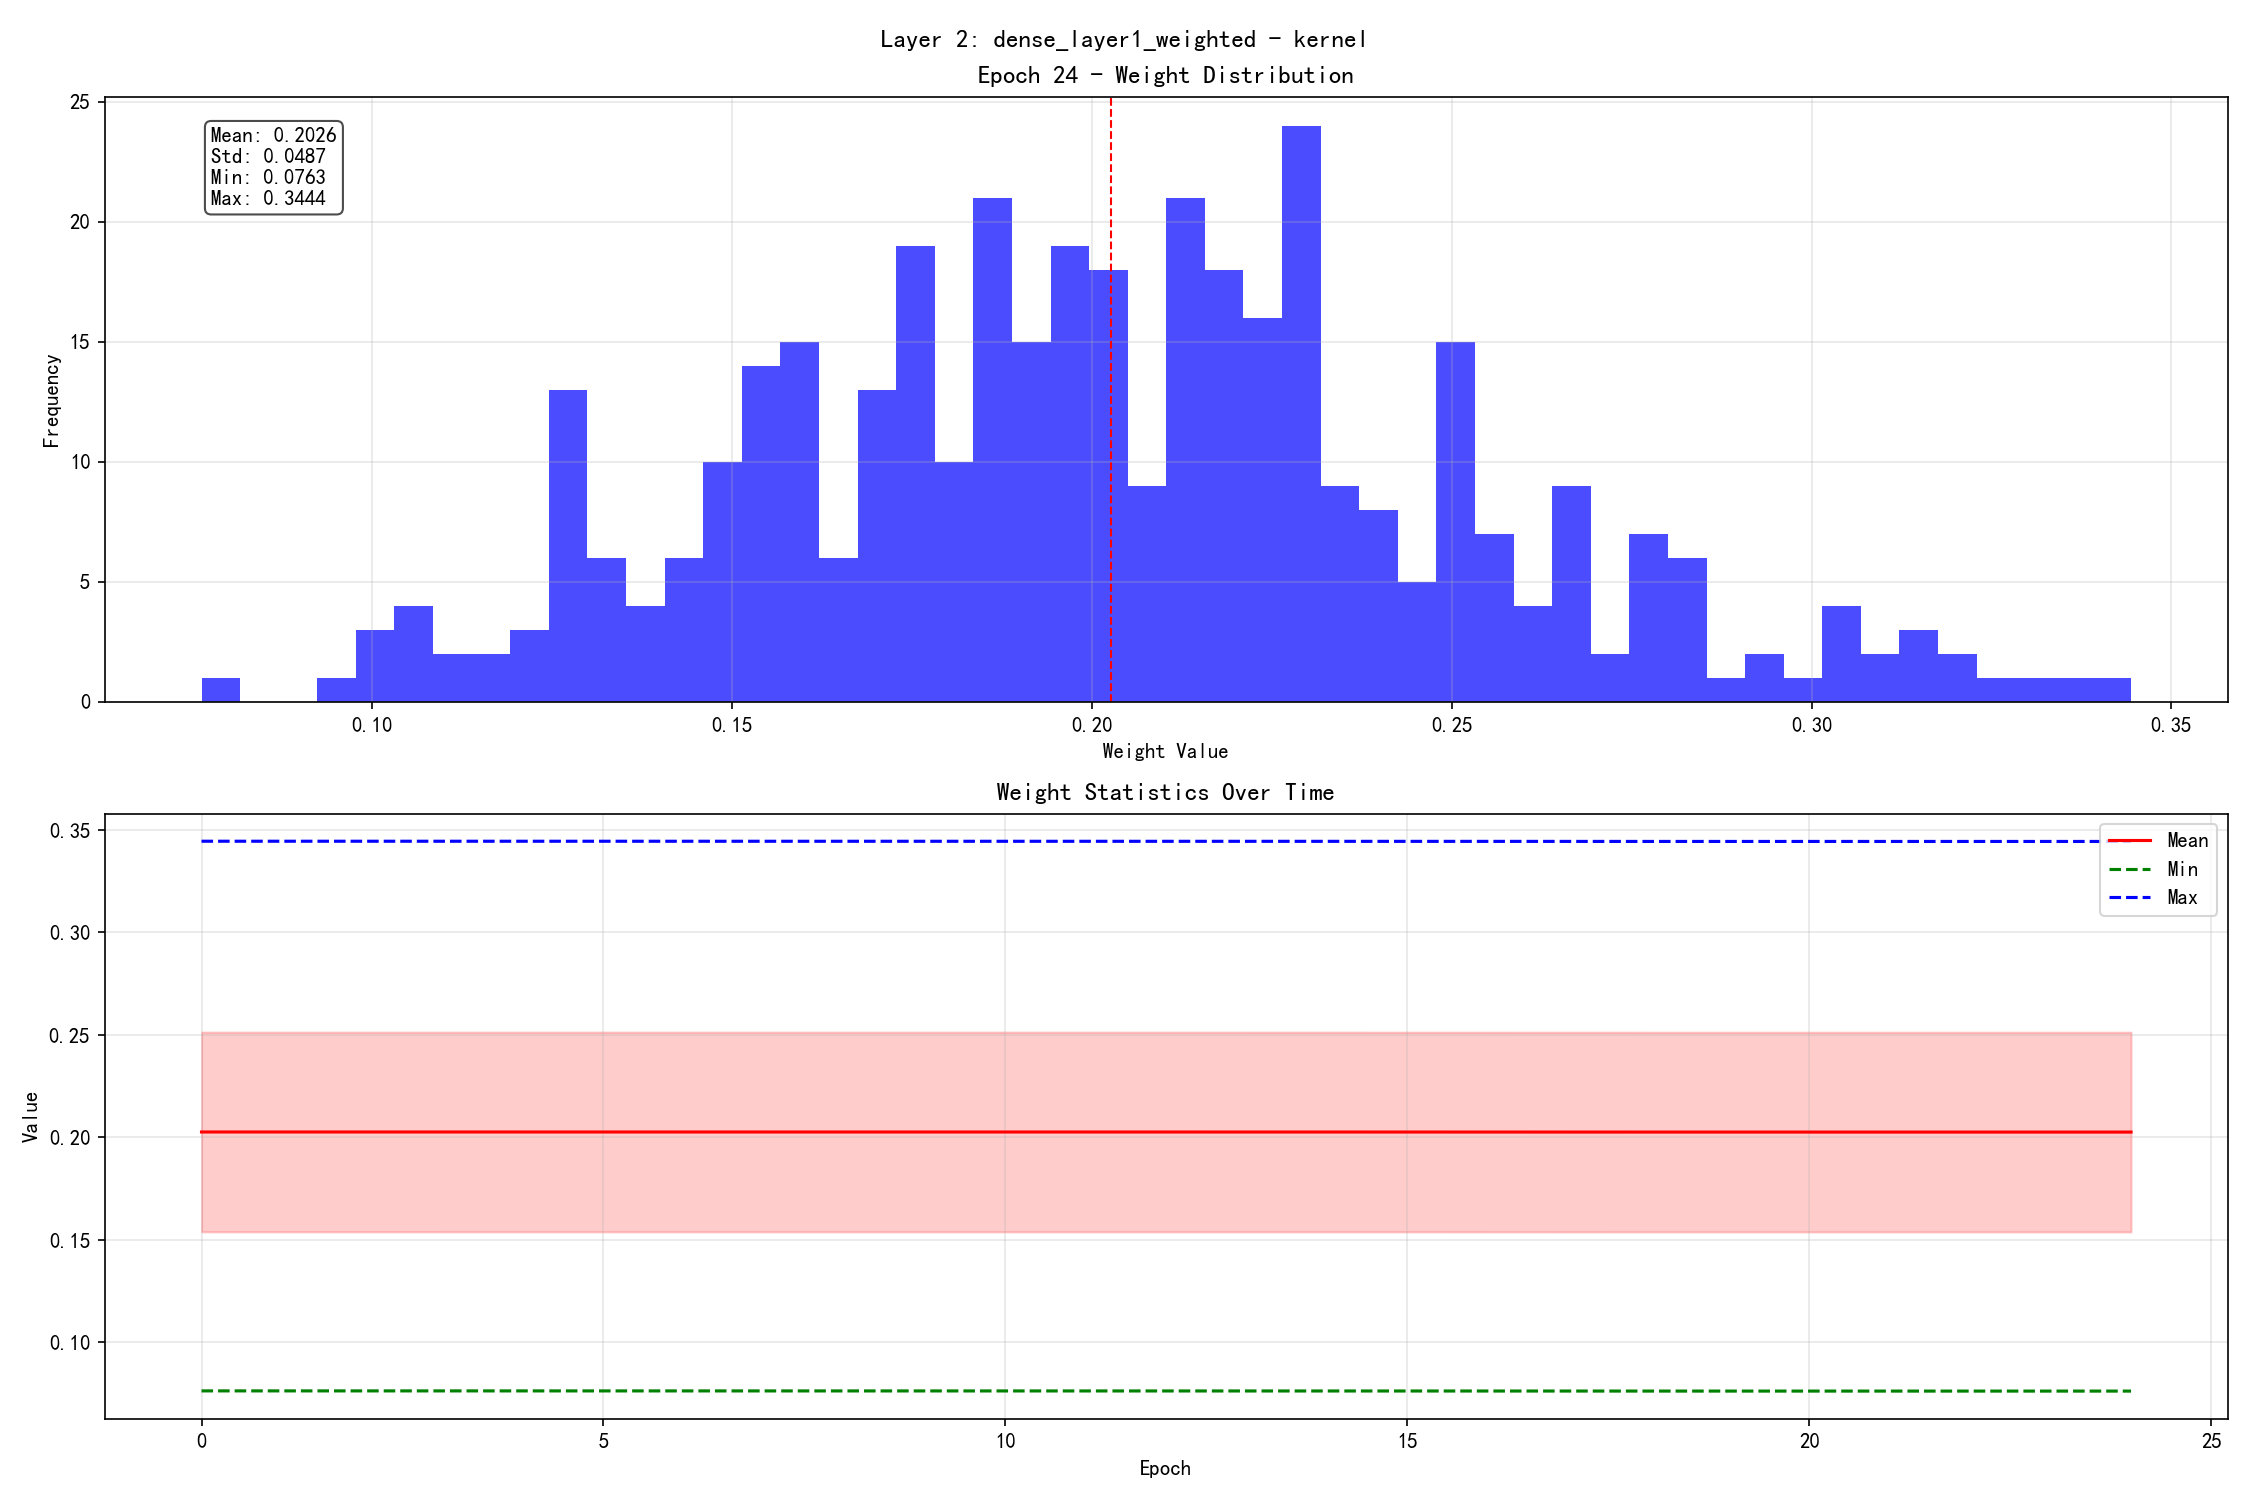 Layer 2: dense_layer1_weighted - kernel
Epoch 24 - Weight Distribution
25
20
15
10
5
0
Frequency
Mean: 0.2026
Std: 0.0487
Min: 0.0763
Max: 0.3444
0.10 0.15 0.20 0.25 0.30 0.35
Weight Value
Weight Statistics Over Time
0.35
0.30
0.25
0.20
0.15
0.10
Value
Mean
Min
Max
0 5 10 15 20 25
Epoch